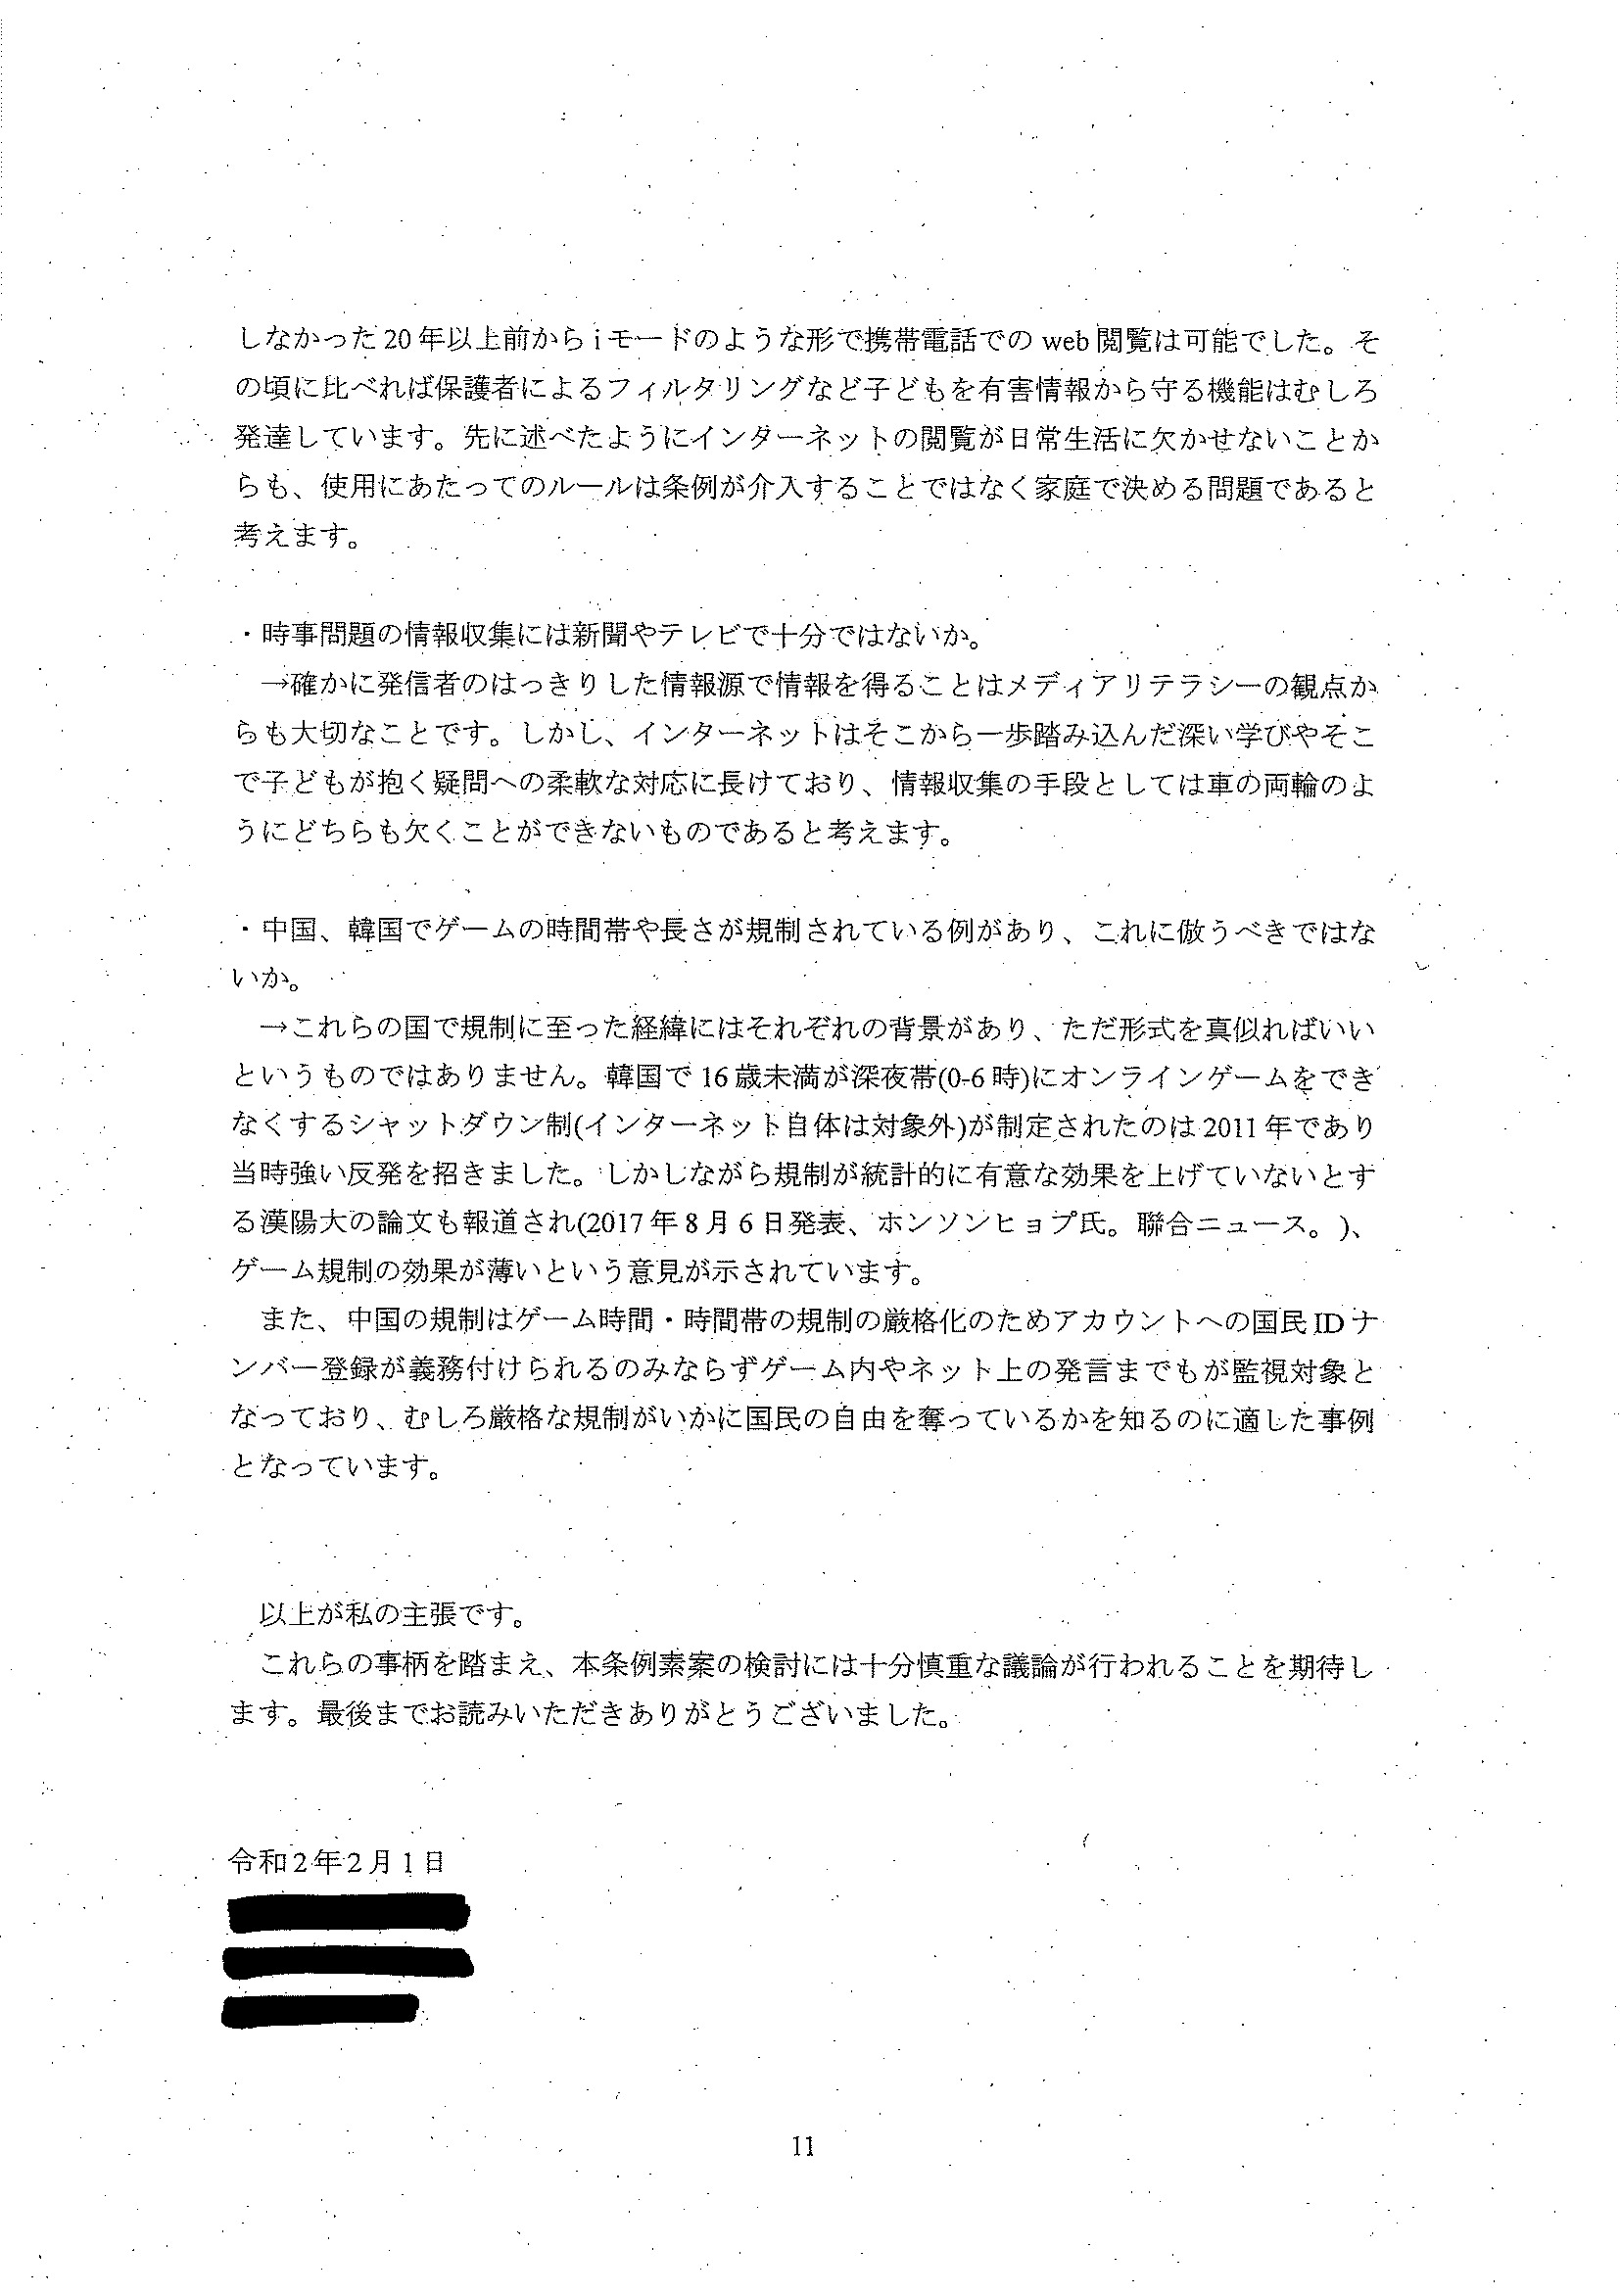 しなかった20年以上前からiモードのような形で携帯電話でのweb閲覧は可能でした。そ
の頃に比べれば保護者によるフィルタリングなど子どもを有害情報から守る機能はむしろ
発達しています。先に述べたようにインターネットの閲覧が日常生活に欠かせないことか
らも、使用にあたってのルールは条例が介入することではなく家庭で決める問題であると
考えます。
・時事問題の情報収集には新聞やテレビで十分ではないか。
→確かに発信者のはっきりした情報源で情報を得ることはメディアリテラシーの観点か
らも大切なことです。しかし、インターネットはそこから一歩踏み込んだ深い学びやそこ
で子どもが抱く疑問への柔軟な対応に長けており、情報収集の手段としては車の両輪のよ
うにどちらも欠くことができないものであると考えます。
・中国、韓国でゲームの時間帯や長さが規制されている例があり、これに倣うべきではな
いか。
→これらの国で規制に至った経緯にはそれぞれの背景があり、ただ形式を真似ればいい
というものではありません。韓国で16歳未満が深夜帯(0-6時)にオンラインゲームをでき
なくするシャットダウン制(インターネット自体は対象外)が制定されたのは2011年であり
当時強い反発を招きました。しかしながら規制が統計的に有意な効果を上げていないとす
る漢陽大の論文も報道され(2017年8月6日発表、ホンソンヒョプ氏。聯合ニュース。)、
ゲーム規制の効果が薄いという意見が示されています。
また、中国の規制はゲーム時間・時間帯の規制の厳格化のためアカウントへの国民IDナ
ンバー登録が義務付けられるのみならずゲーム内やネット上の発言までもが監視対象と
なっており、むしろ厳格な規制がいかに国民の自由を奪っているかを知るのに適した事例
となっています。
以上が私の主張です。
これらの事柄を踏まえ、本条例素案の検討には十分慎重な議論が行われることを期待し
ます。最後までお読みいただきありがとうございました。
令和2年2月1日
11